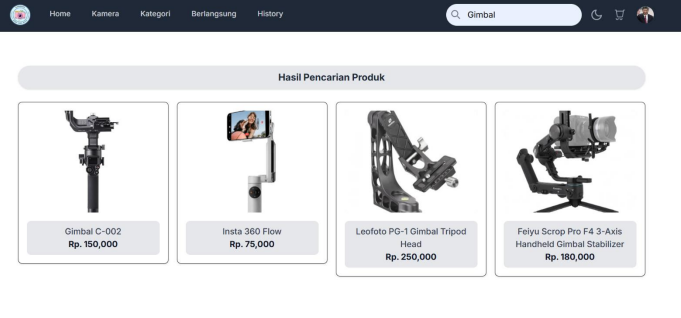 Home Kamera Kategori Berlangsung History Gimbal
Hasil Pencarian Produk
Gimbal C-002
Rp. 150,000
Insta 360 Flow
Rp. 75,000
Leofoto PG-1 Gimbal Tripod
Head
Rp. 250,000
Feiyu Scrop Pro F4 3-Axis
Handheld Gimbal Stabilizer
Rp. 180,000